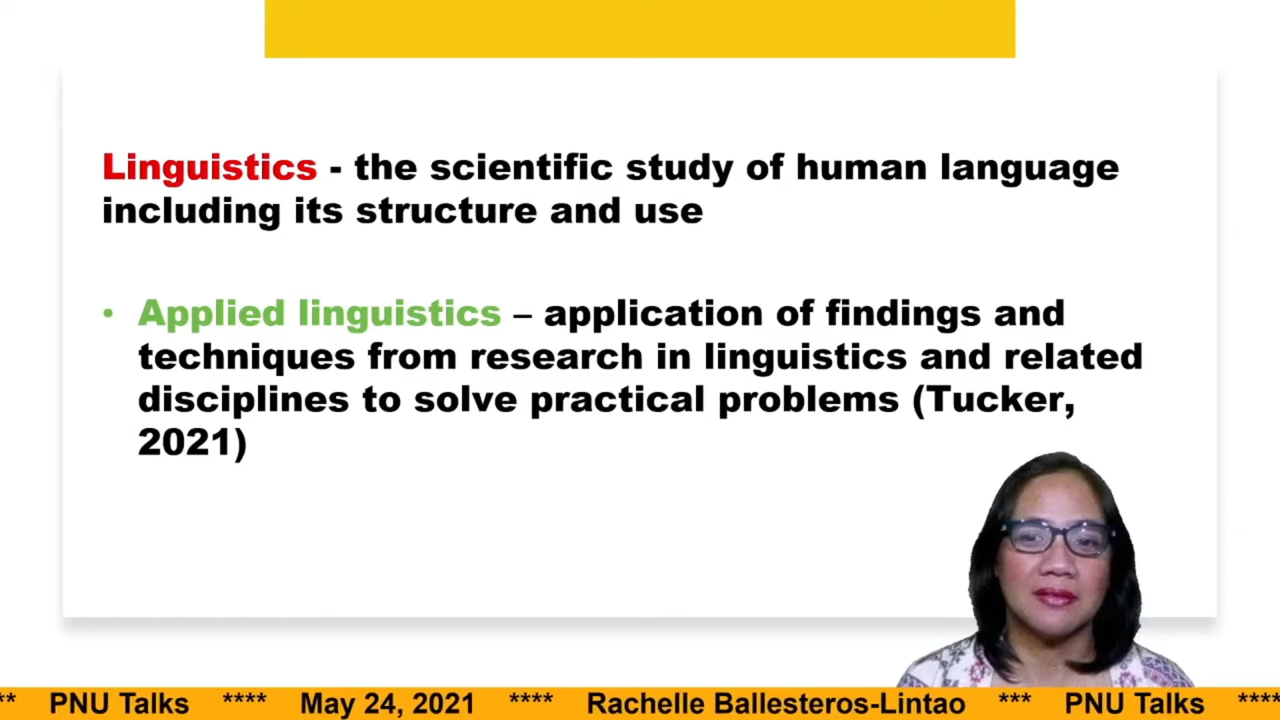 Linguistics - the scientific study of human language
including its structure and use
• Applied linguistics – application of findings and
techniques from research in linguistics and related
disciplines to solve practical problems (Tucker,
2021)
** PNU Talks **** May 24, 2021 **** Rachelle Ballesteros-Lintao *** PNU Talks ****